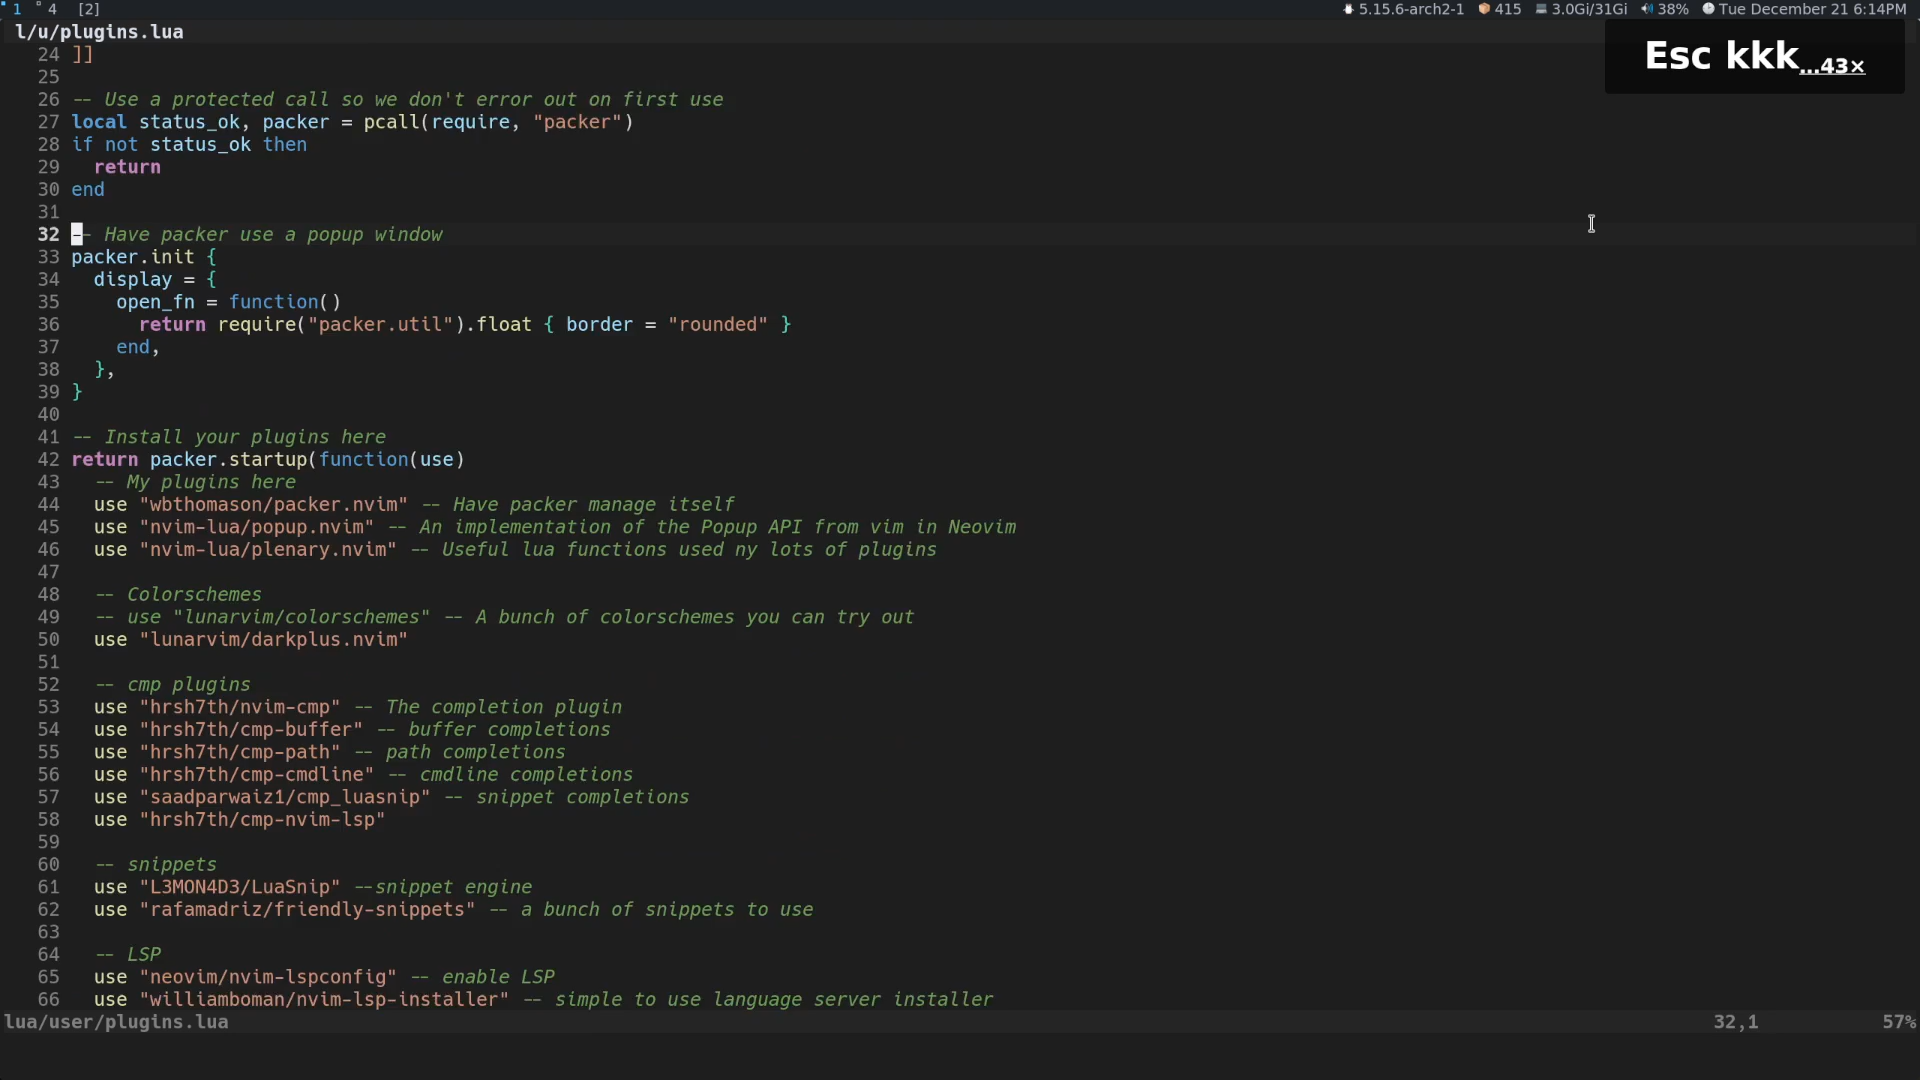 1 4 [2] 5.15.6-arch2-1 415 3.0Gi/31Gi 38% Tue December 21 6:14PM
l/u/plugins.lua
Esc kkk...43×
24 ]]
25
26 -- Use a protected call so we don't error out on first use
27 local status_ok, packer = pcall(require, "packer")
28 if not status_ok then
29   return
30 end
31
32 -- Have packer use a popup window
33 packer.init {
34   display = {
35     open_fn = function()
36       return require("packer.util").float { border = "rounded" }
37     end,
38   },
39 }
40
41 -- Install your plugins here
42 return packer.startup(function(use)
43   -- My plugins here
44   use "wbthomason/packer.nvim" -- Have packer manage itself
45   use "nvim-lua/popup.nvim" -- An implementation of the Popup API from vim in Neovim
46   use "nvim-lua/plenary.nvim" -- Useful lua functions used ny lots of plugins
47
48   -- Colorschemes
49   -- use "lunarvim/colorschemes" -- A bunch of colorschemes you can try out
50   use "lunarvim/darkplus.nvim"
51
52   -- cmp plugins
53   use "hrsh7th/nvim-cmp" -- The completion plugin
54   use "hrsh7th/cmp-buffer" -- buffer completions
55   use "hrsh7th/cmp-path" -- path completions
56   use "hrsh7th/cmp-cmdline" -- cmdline completions
57   use "saadparwaiz1/cmp_luasnip" -- snippet completions
58   use "hrsh7th/cmp-nvim-lsp"
59
60   -- snippets
61   use "L3MON4D3/LuaSnip" --snippet engine
62   use "rafamadriz/friendly-snippets" -- a bunch of snippets to use
63
64   -- LSP
65   use "neovim/nvim-lspconfig" -- enable LSP
66   use "williamboman/nvim-lsp-installer" -- simple to use language server installer
lua/user/plugins.lua 32,1 57%